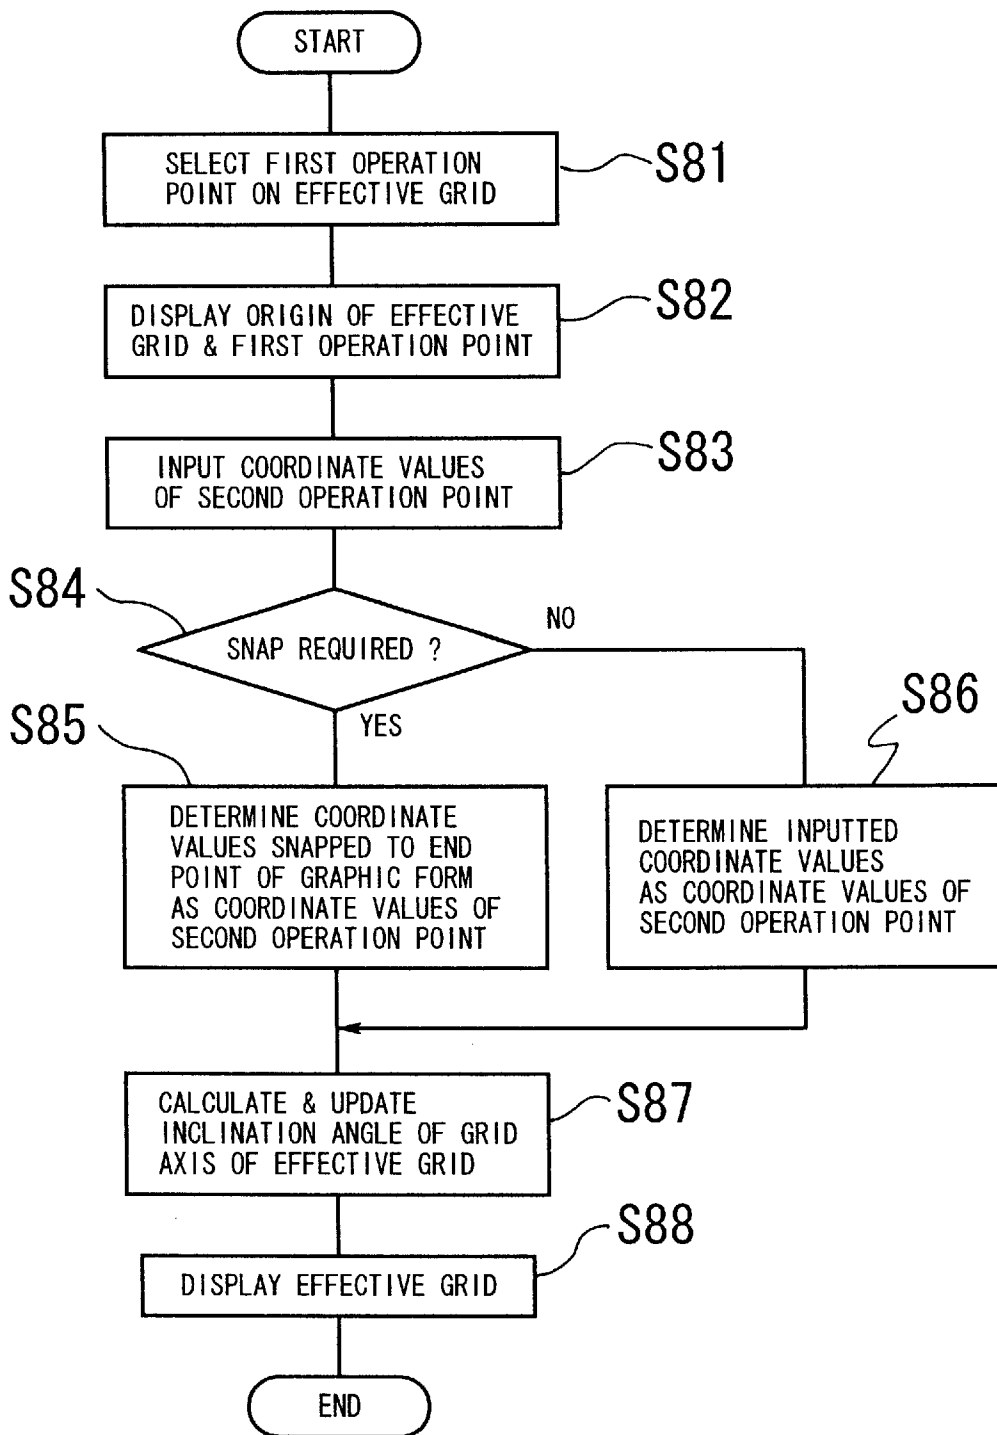 START
SELECT FIRST OPERATION
POINT ON EFFECTIVE GRID
S81
DISPLAY ORIGIN OF EFFECTIVE
GRID & FIRST OPERATION POINT
S82
INPUT COORDINATE VALUES
OF SECOND OPERATION POINT
S83
S84
SNAP REQUIRED ?
NO
YES
S85
DETERMINE COORDINATE
VALUES SNAPPED TO END
POINT OF GRAPHIC FORM
AS COORDINATE VALUES OF
SECOND OPERATION POINT
S86
DETERMINE INPUTTED
COORDINATE VALUES
AS COORDINATE VALUES OF
SECOND OPERATION POINT
CALCULATE & UPDATE
INCLINATION ANGLE OF GRID
AXIS OF EFFECTIVE GRID
S87
DISPLAY EFFECTIVE GRID
S88
END